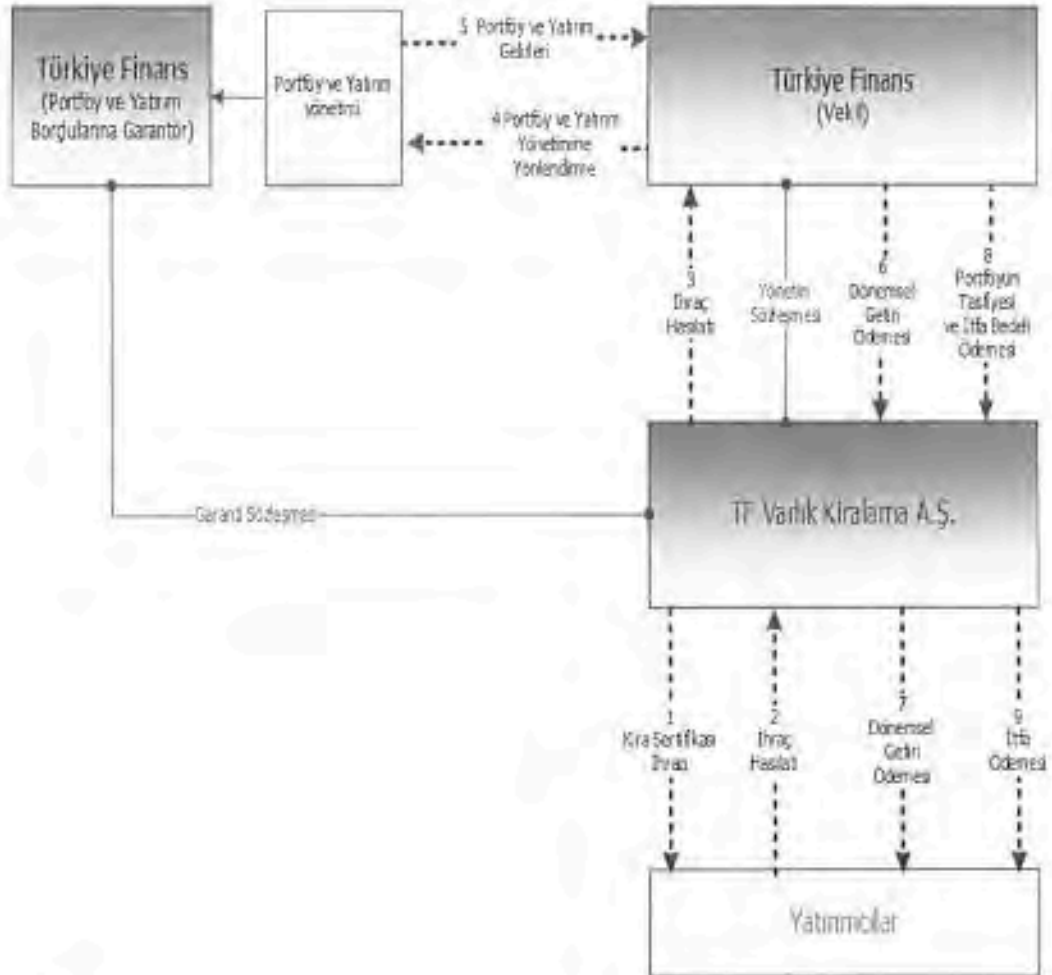 Türkiye Finans
(Portföy ve Yatırım
Borçlularına Garantör)
Portföy ve Yatırım
Yönetimi
5 Portföy ve Yatırım
Gelirleri
4 Portföy ve Yatırım
Yönetimine
Yönlendirme
Türkiye Finans
(Vekil)
3
İhraç
Hasılatı
Yönetim
Sözleşmesi
6
Dönemsel
Getiri
Ödemesi
8
Portföyün
Tasfiyesi
ve İtfa Bedeli
Ödemesi
Garanti Sözleşmesi
TF Varlık Kiralama A.Ş.
1
Kira Sertifikası
İhracı
2
İhraç
Hasılatı
7
Dönemsel
Getiri
Ödemesi
9
İtfa
Ödemesi
Yatırımcılar